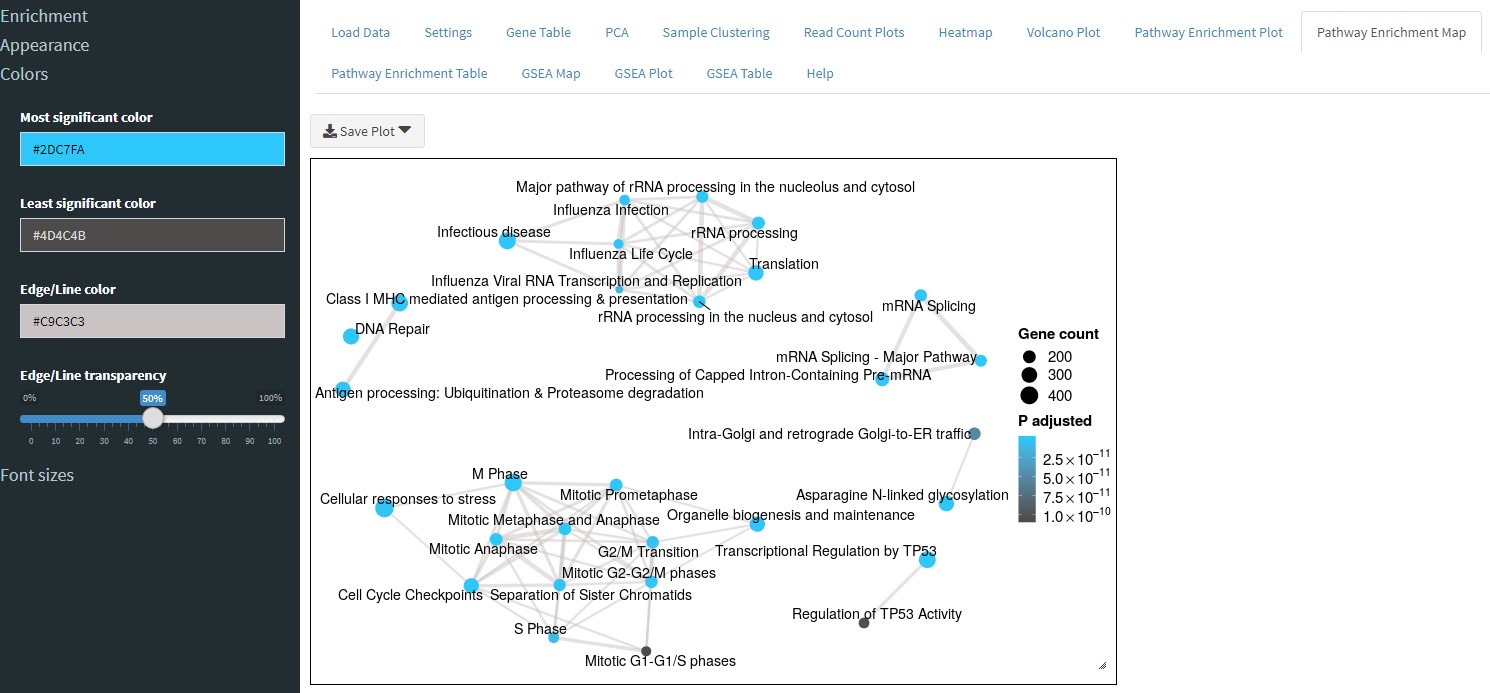 Enrichment
Appearance
Colors
Most significant color
#2DC7FA
Least significant color
#4D4C4B
Edge/Line color
#C9C3C3
Edge/Line transparency
0% 50% 100%
0 10 20 30 40 50 60 70 80 90 100
Font sizes
Load Data Settings Gene Table PCA Sample Clustering Read Count Plots Heatmap Volcano Plot Pathway Enrichment Plot Pathway Enrichment Map
Pathway Enrichment Table GSEA Map GSEA Plot GSEA Table Help
Save Plot
Major pathway of rRNA processing in the nucleolus and cytosol
Influenza Infection
Infectious disease
rRNA processing
Influenza Life Cycle
Translation
Influenza Viral RNA Transcription and Replication
Class I MHC mediated antigen processing & presentation
mRNA Splicing
rRNA processing in the nucleus and cytosol
DNA Repair
mRNA Splicing - Major Pathway
Processing of Capped Intron-Containing Pre-mRNA
Antigen processing: Ubiquitination & Proteasome degradation
Intra-Golgi and retrograde Golgi-to-ER traffic
M Phase
Cellular responses to stress
Mitotic Prometaphase
Asparagine N-linked glycosylation
Mitotic Metaphase and Anaphase
Organelle biogenesis and maintenance
Mitotic Anaphase
G2/M Transition
Transcriptional Regulation by TP53
Mitotic G2-G2/M phases
Cell Cycle Checkpoints
Separation of Sister Chromatids
Regulation of TP53 Activity
S Phase
Mitotic G1-G1/S phases
Gene count
200
300
400
P adjusted
2.5×10⁻¹¹
5.0×10⁻¹¹
7.5×10⁻¹¹
1.0×10⁻¹⁰